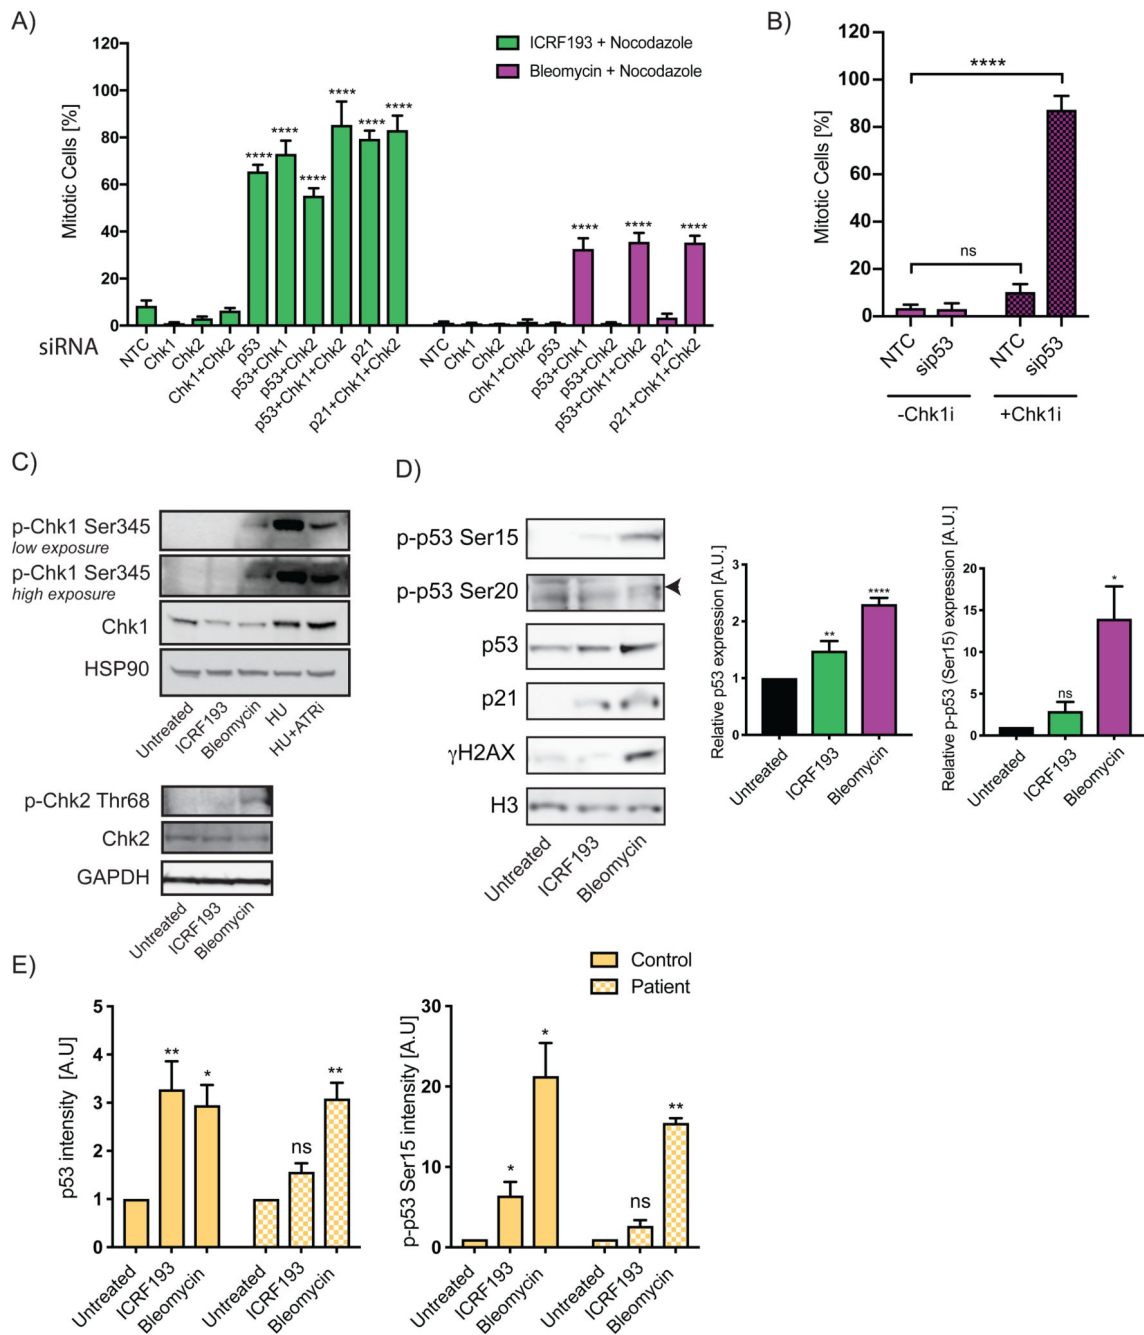 A)
120
100
80
60
40
20
0
Mitotic Cells [%]
ICRF193 + Nocodazole
Bleomycin + Nocodazole
**** **** **** **** **** ****
**** **** ****
siRNA
NTC
Chk1
Chk2
Chk1+Chk2
p53
p53+Chk1
p53+Chk2
p53+Chk1+Chk2
p21
p21+Chk1+Chk2
NTC
Chk1
Chk2
Chk1+Chk2
p53
p53+Chk1
p53+Chk2
p53+Chk1+Chk2
p21
p21+Chk1+Chk2
B)
120
100
80
60
40
20
0
Mitotic Cells [%]
****
ns
NTC
sip53
NTC
sip53
-Chk1i
+Chk1i
C)
p-Chk1 Ser345
low exposure
p-Chk1 Ser345
high exposure
Chk1
HSP90
Untreated
ICRF193
Bleomycin
HU
HU+ATRi
p-Chk2 Thr68
Chk2
GAPDH
Untreated
ICRF193
Bleomycin
D)
p-p53 Ser15
p-p53 Ser20
p53
p21
γH2AX
H3
Untreated
ICRF193
Bleomycin
Relative p53 expression [A.U.]
3
2
1
0
**
****
Untreated
ICRF193
Bleomycin
Relative p-p53 (Ser15) expression [A.U.]
20
15
10
5
0
ns
*
Untreated
ICRF193
Bleomycin
E)
Control
Patient
p53 intensity [A.U]
5
4
3
2
1
0
**
*
ns
**
Untreated
ICRF193
Bleomycin
Untreated
ICRF193
Bleomycin
p-p53 Ser15 intensity [A.U]
30
20
10
0
*
*
ns
**
Untreated
ICRF193
Bleomycin
Untreated
ICRF193
Bleomycin